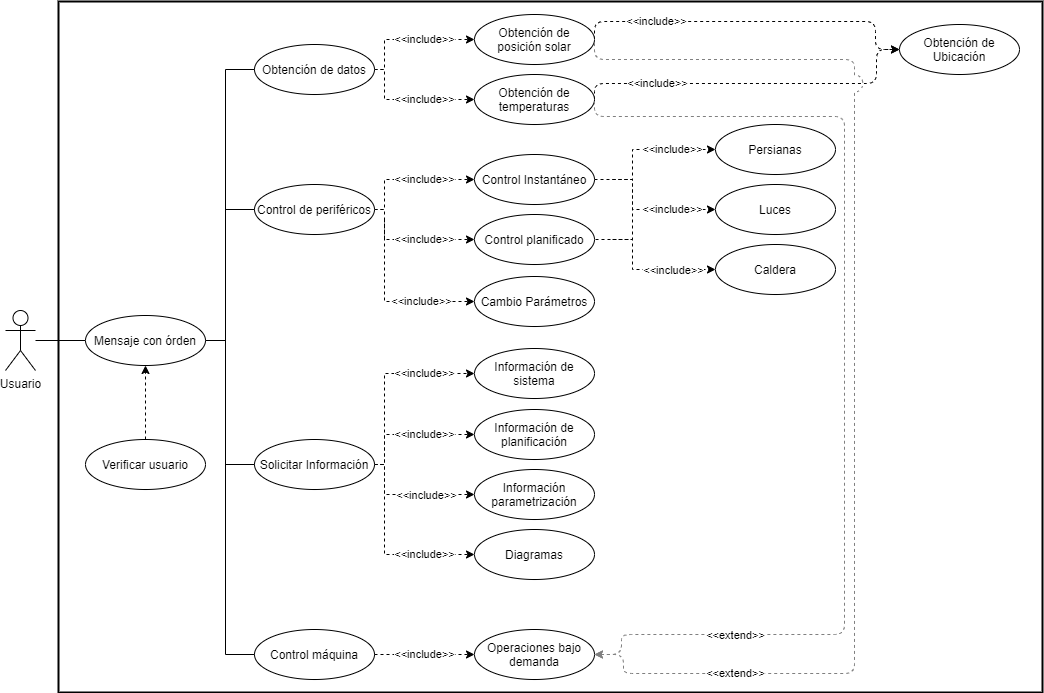 Obtención de
posición solar
<<include>>
<<include>>
Obtención de
Ubicación
Obtención de datos
<<include>>
Obtención de
temperaturas
<<include>>
Control Instantáneo
<<include>>
<<include>>
Persianas
Control de periféricos
<<include>>
Control planificado
<<include>>
Luces
<<include>>
Cambio Parámetros
<<include>>
Caldera
Usuario
Mensaje con órden
Verificar usuario
Solicitar Información
<<include>>
Información de
sistema
<<include>>
Información de
planificación
<<include>>
Información
parametrización
<<include>>
Diagramas
Control máquina
<<include>>
Operaciones bajo
demanda
<<extend>>
<<extend>>